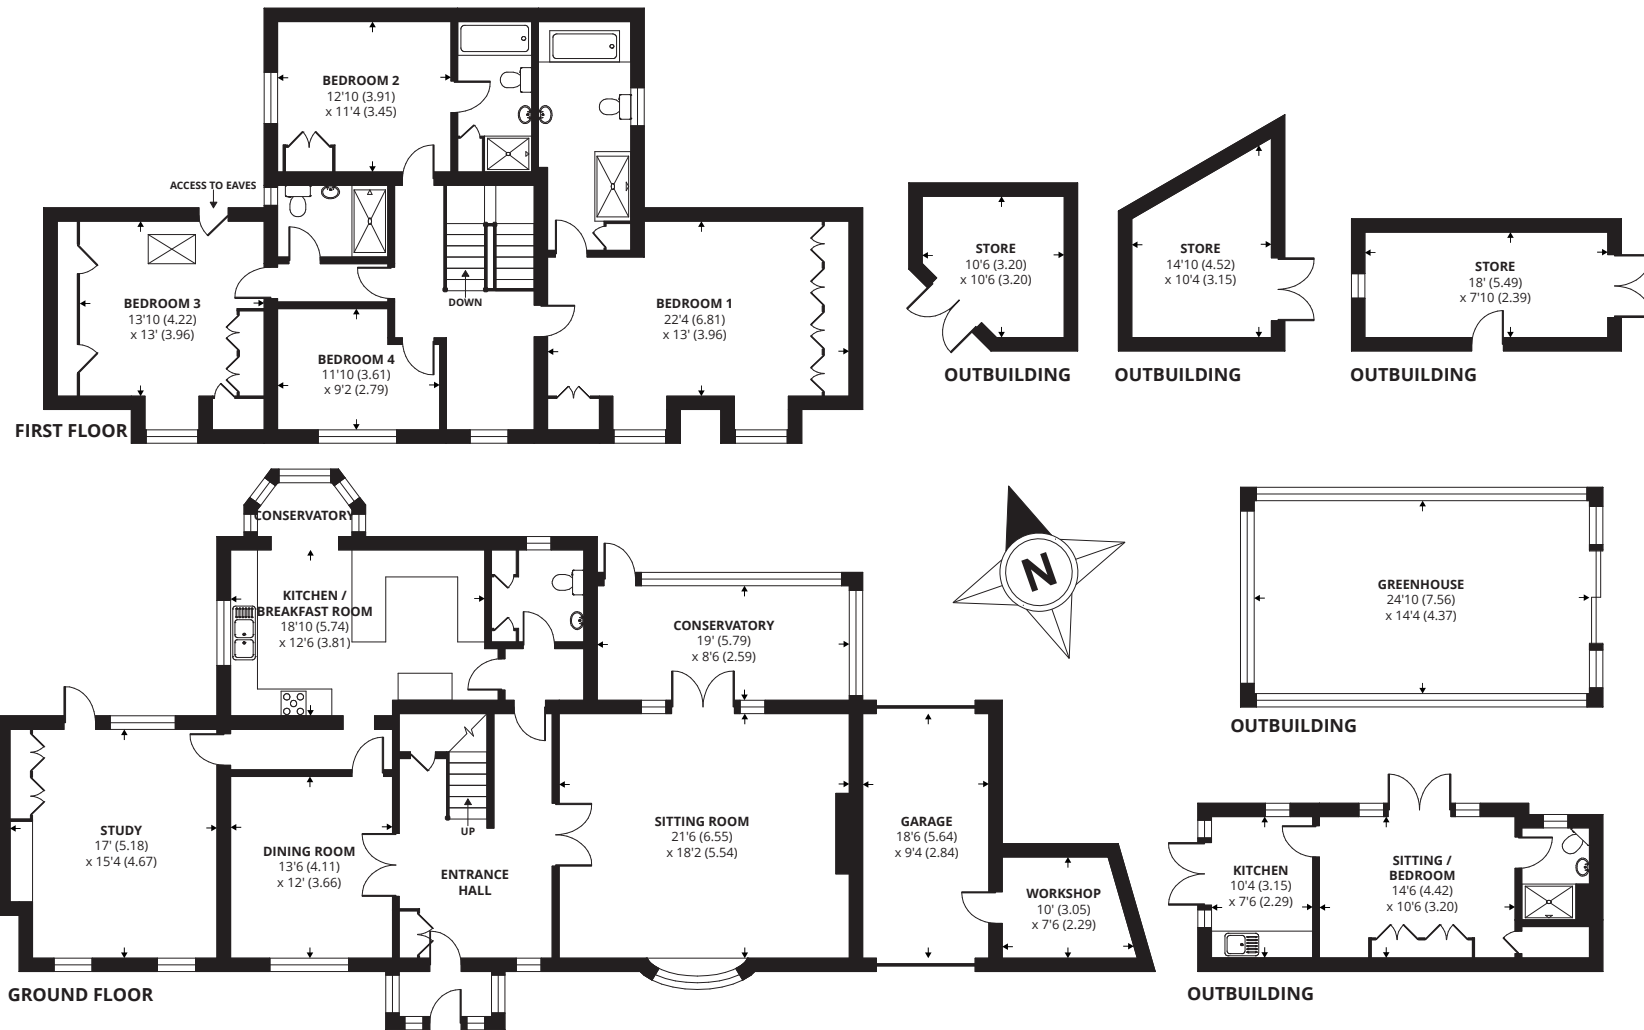 BEDROOM 2
12'10 (3.91)
x 11'4 (3.45)
ACCESS TO EAVES
BEDROOM 3
13'10 (4.22)
x 13' (3.96)
DOWN
BEDROOM 4
11'10 (3.61)
x 9'2 (2.79)
BEDROOM 1
22'4 (6.81)
x 13' (3.96)
FIRST FLOOR
STORE
10'6 (3.20)
x 10'6 (3.20)
OUTBUILDING
STORE
14'10 (4.52)
x 10'4 (3.15)
OUTBUILDING
STORE
18' (5.49)
x 7'10 (2.39)
OUTBUILDING
CONSERVATORY
KITCHEN /
BREAKFAST ROOM
18'10 (5.74)
x 12'6 (3.81)
CONSERVATORY
19' (5.79)
x 8'6 (2.59)
N
GREENHOUSE
24'10 (7.56)
x 14'4 (4.37)
OUTBUILDING
STUDY
17' (5.18)
x 15'4 (4.67)
DINING ROOM
13'6 (4.11)
x 12' (3.66)
UP
ENTRANCE
HALL
SITTING ROOM
21'6 (6.55)
x 18'2 (5.54)
GARAGE
18'6 (5.64)
x 9'4 (2.84)
WORKSHOP
10' (3.05)
x 7'6 (2.29)
GROUND FLOOR
KITCHEN
10'4 (3.15)
x 7'6 (2.29)
SITTING /
BEDROOM
14'6 (4.42)
x 10'6 (3.20)
OUTBUILDING